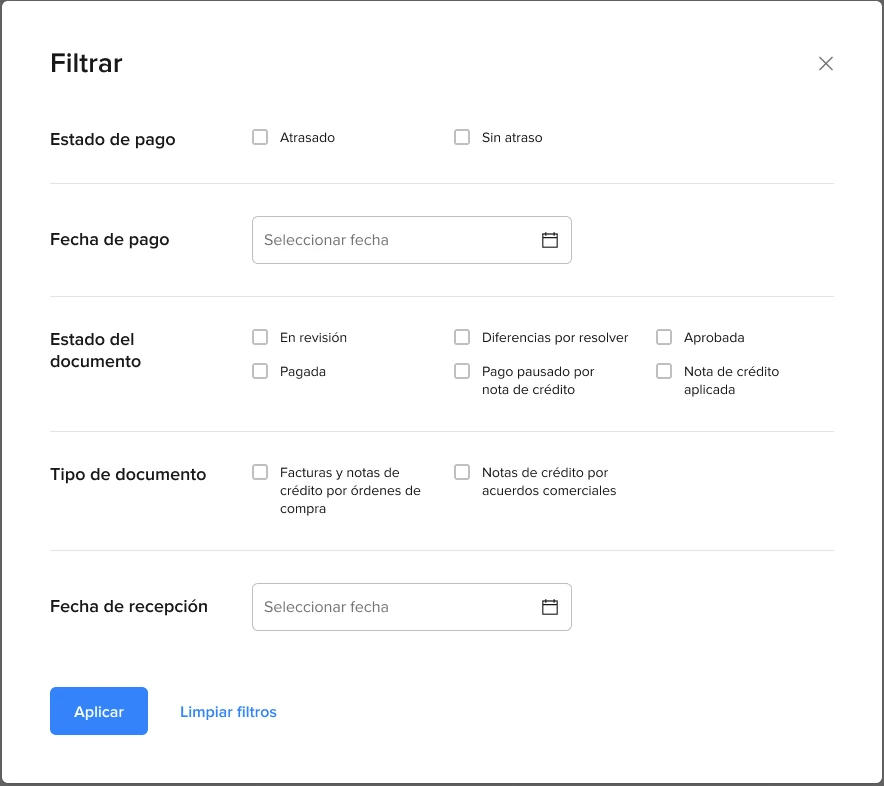 Filtrar
Estado de pago
Atrasado
Sin atraso
Fecha de pago
Seleccionar fecha
Estado del
documento
En revisión
Diferencias por resolver
Aprobada
Pagada
Pago pausado por
nota de crédito
Nota de crédito
aplicada
Tipo de documento
Facturas y notas de
crédito por órdenes de
compra
Notas de crédito por
acuerdos comerciales
Fecha de recepción
Seleccionar fecha
Aplicar
Limpiar filtros